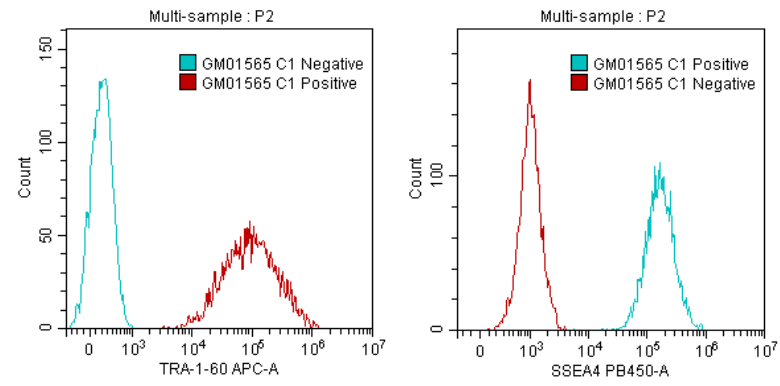 Multi-sample : P2
150
100
50
0
Count
GM01565 C1 Negative
GM01565 C1 Positive
0 10³ 10⁴ 10⁵ 10⁶ 10⁷
TRA-1-60 APC-A
Multi-sample : P2
100
0
Count
GM01565 C1 Positive
GM01565 C1 Negative
0 10³ 10⁴ 10⁵ 10⁶ 10⁷
SSEA4 PB450-A